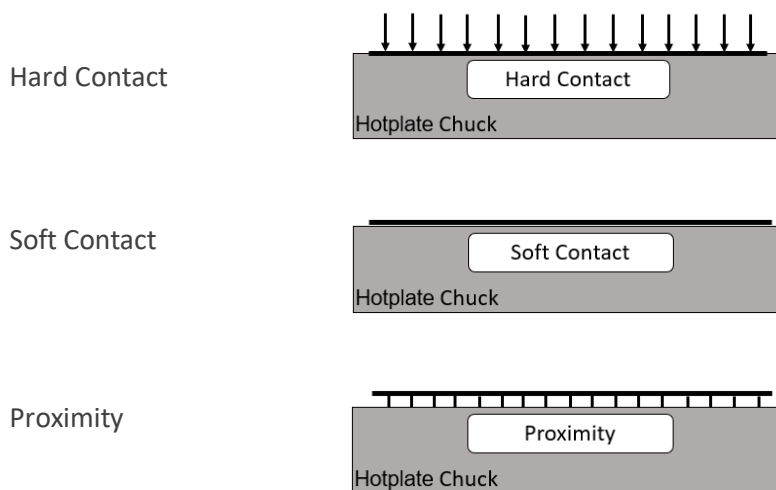 Hard Contact
Hard Contact
Hotplate Chuck
Soft Contact
Soft Contact
Hotplate Chuck
Proximity
Proximity
Hotplate Chuck